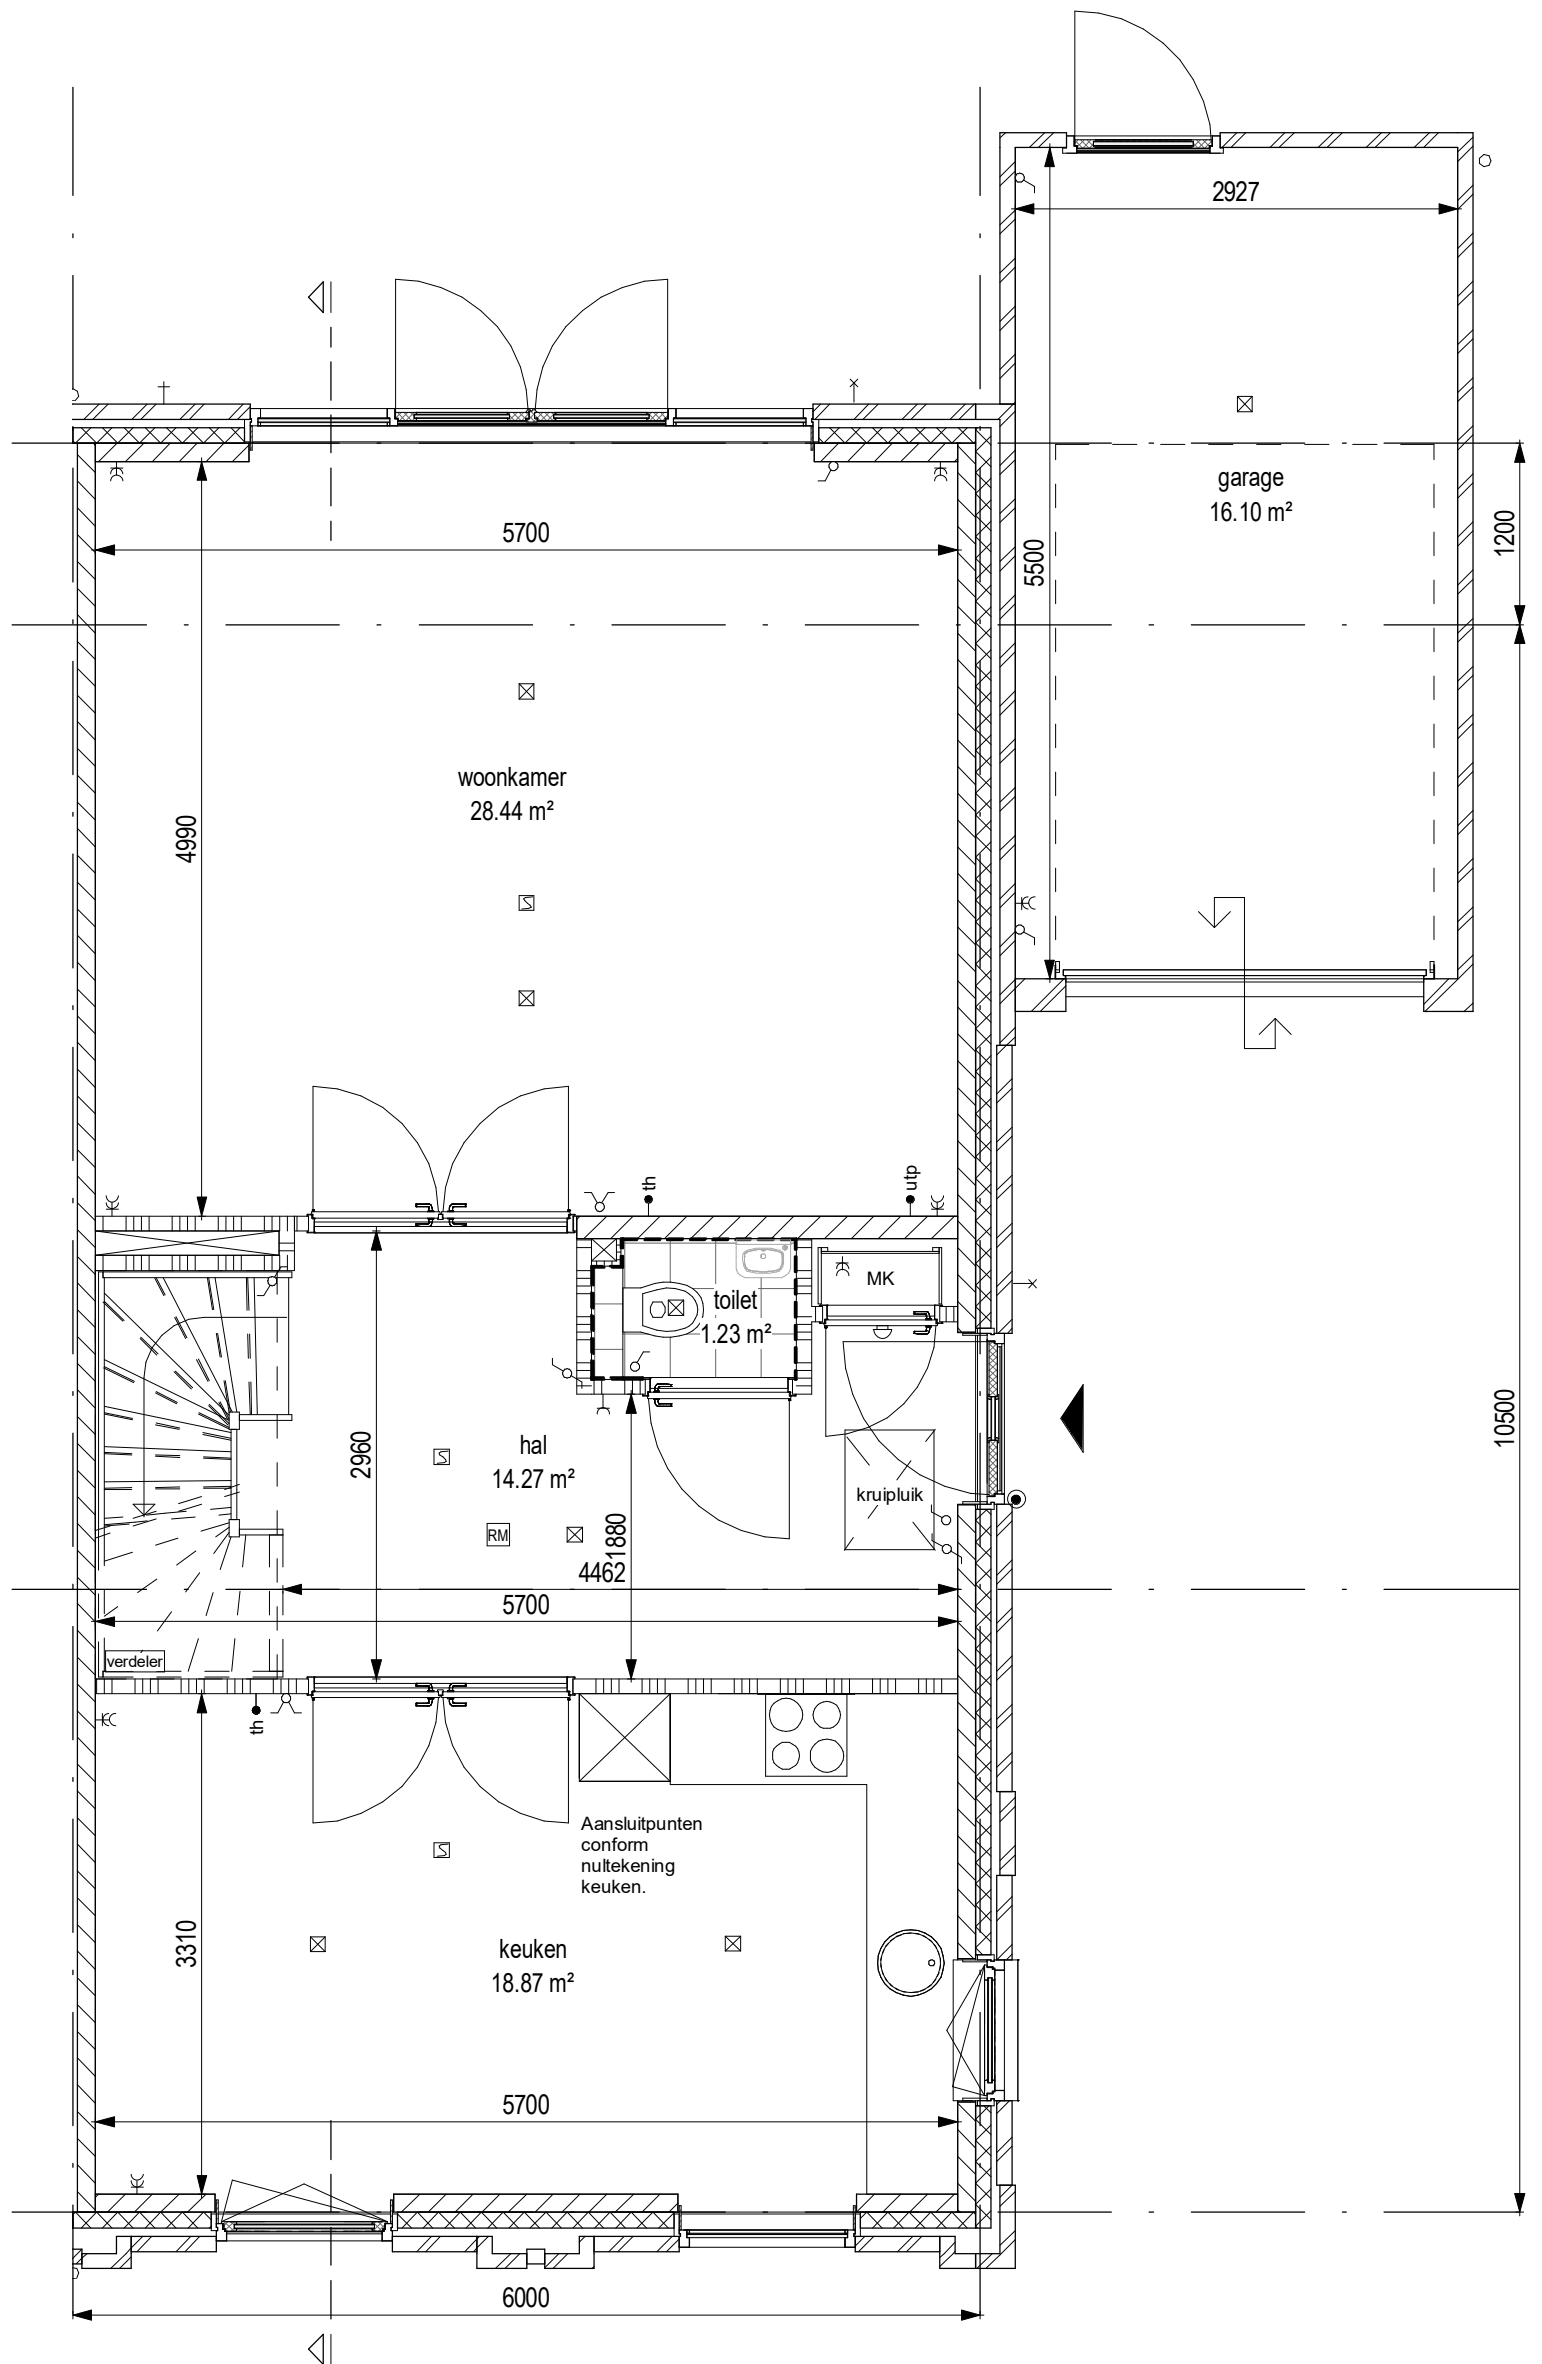 2927
garage
16.10 m²
5500
1200
5700
woonkamer
28.44 m²
4990
th
utp
MK
toilet
1.23 m²
hal
14.27 m²
2960
kruipluik
RM
1880
4462
5700
10500
verdeler
th
Aansluitpunten
conform
nultekening
keuken.
keuken
18.87 m²
3310
5700
6000